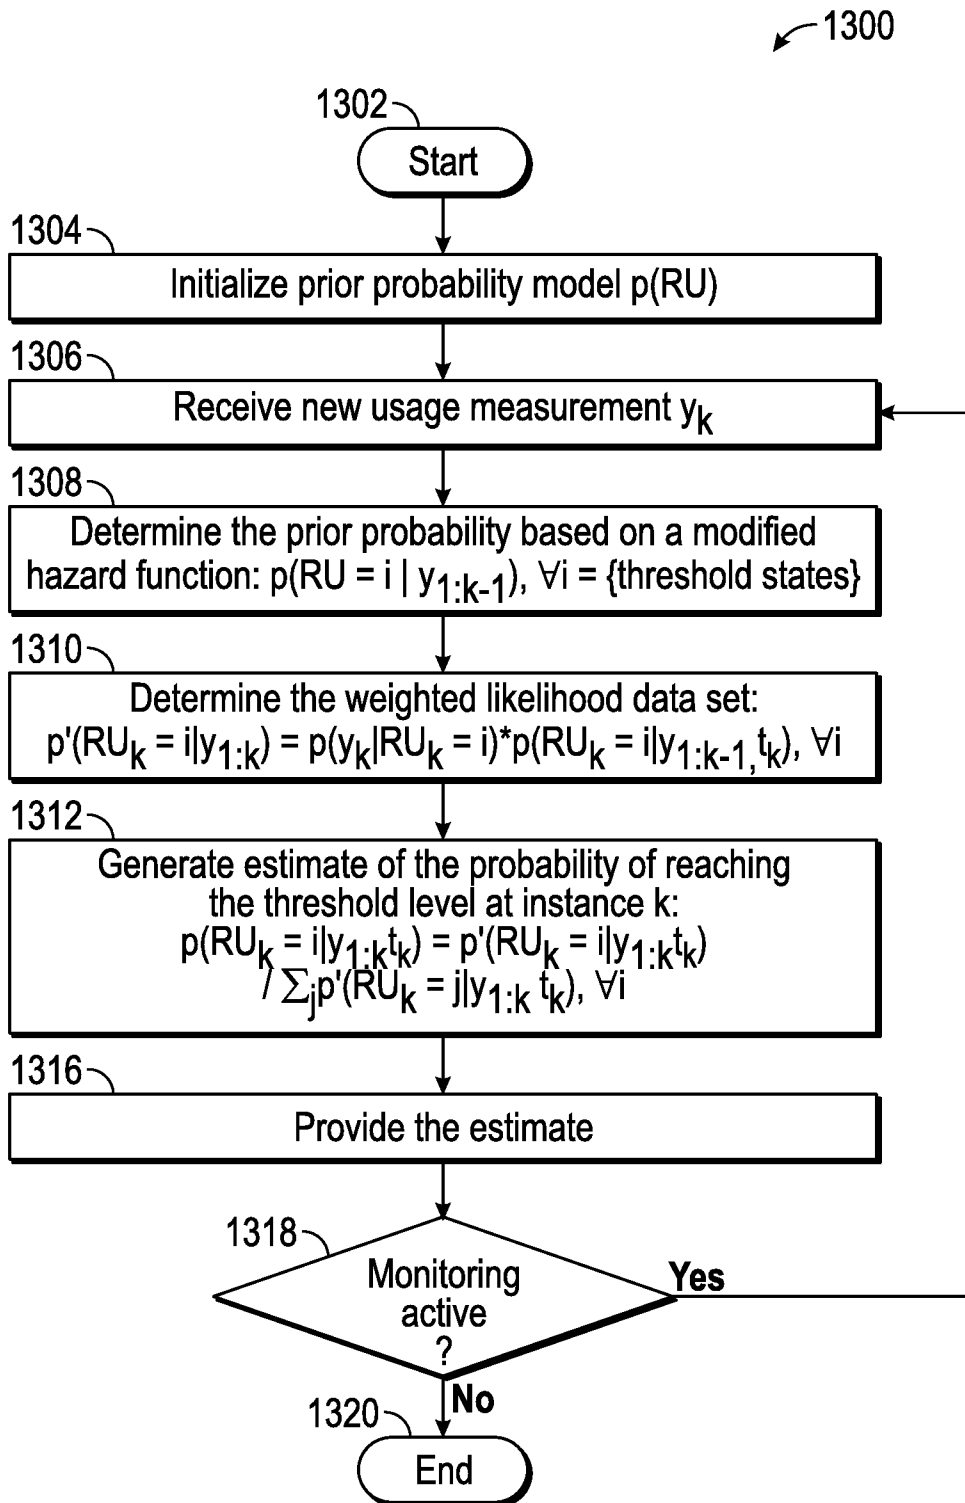 1300
1302
Start
1304
Initialize prior probability model p(RU)
1306
Receive new usage measurement yk
1308
Determine the prior probability based on a modified
hazard function: p(RU = i | y1:k-1), ∀i = {threshold states}
1310
Determine the weighted likelihood data set:
p'(RUk = i|y1:k) = p(yk|RUk = i)*p(RUk = i|y1:k-1, tk), ∀i
1312
Generate estimate of the probability of reaching
the threshold level at instance k:
p(RUk = i|y1:k tk) = p'(RUk = i|y1:k tk)
/ ∑j p'(RUk = j|y1:k tk), ∀i
1316
Provide the estimate
1318
Monitoring
active
?
Yes
No
1320
End